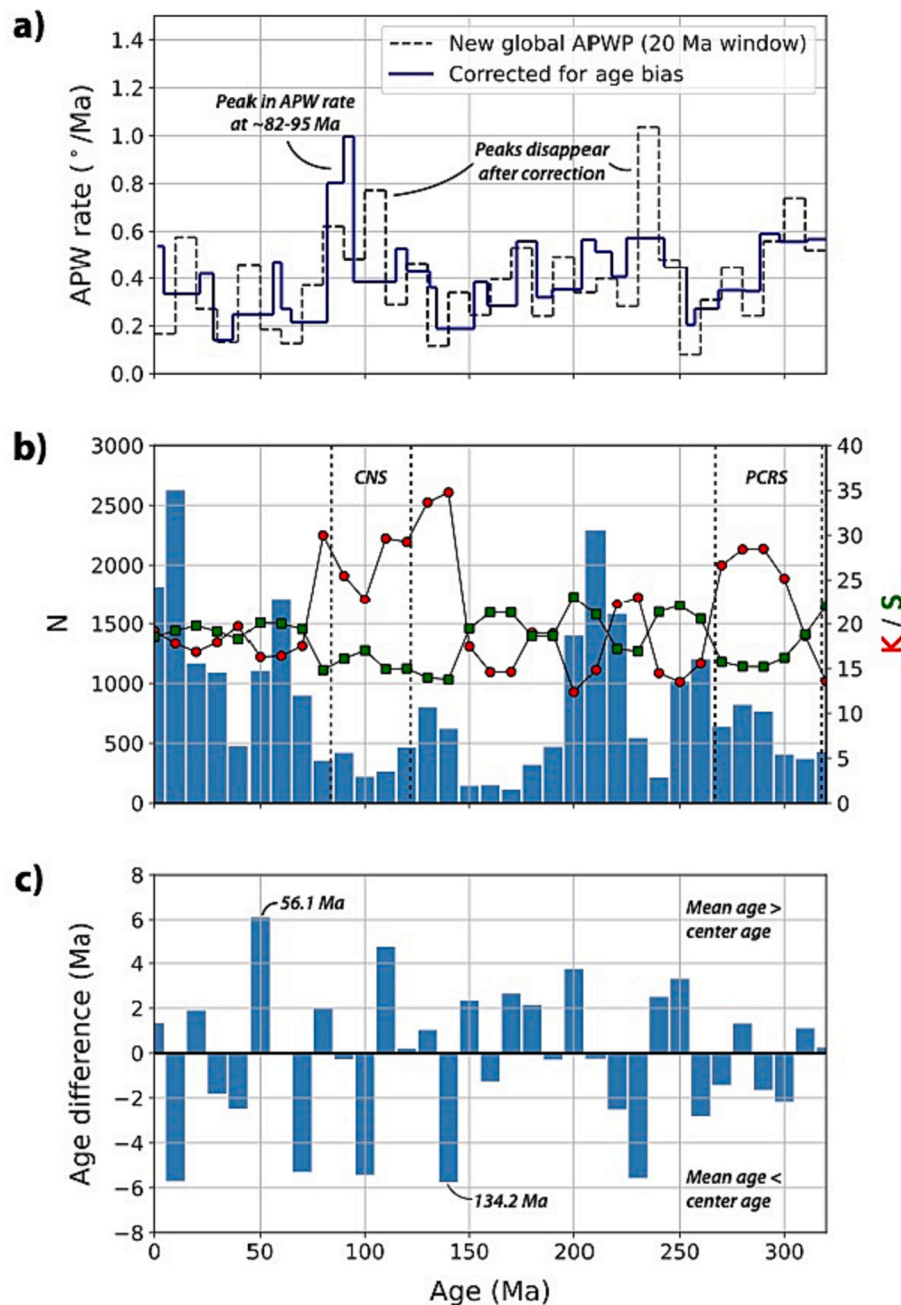 a)
1.4
1.2
1.0
0.8
0.6
0.4
0.2
0.0
APW rate (°/Ma)
New global APWP (20 Ma window)
Corrected for age bias
Peak in APW rate
at ~82-95 Ma
Peaks disappear
after correction
b)
3000
2500
2000
1500
1000
500
0
N
CNS
PCRS
40
35
30
25
20
15
10
5
0
K / S
c)
8
6
4
2
0
−2
−4
−6
−8
Age difference (Ma)
56.1 Ma
Mean age >
center age
134.2 Ma
Mean age <
center age
0
50
100
150
200
250
300
Age (Ma)